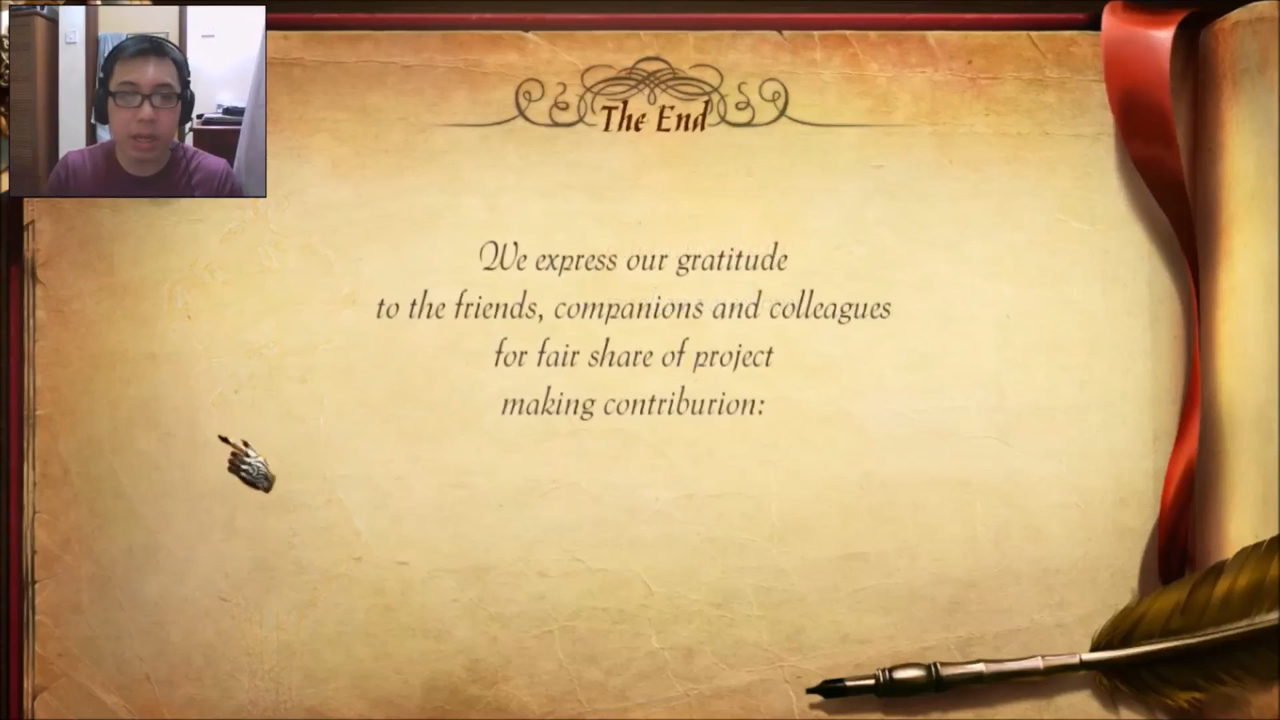 The End
We express our gratitude
to the friends, companions and colleagues
for fair share of project
making contriburion: